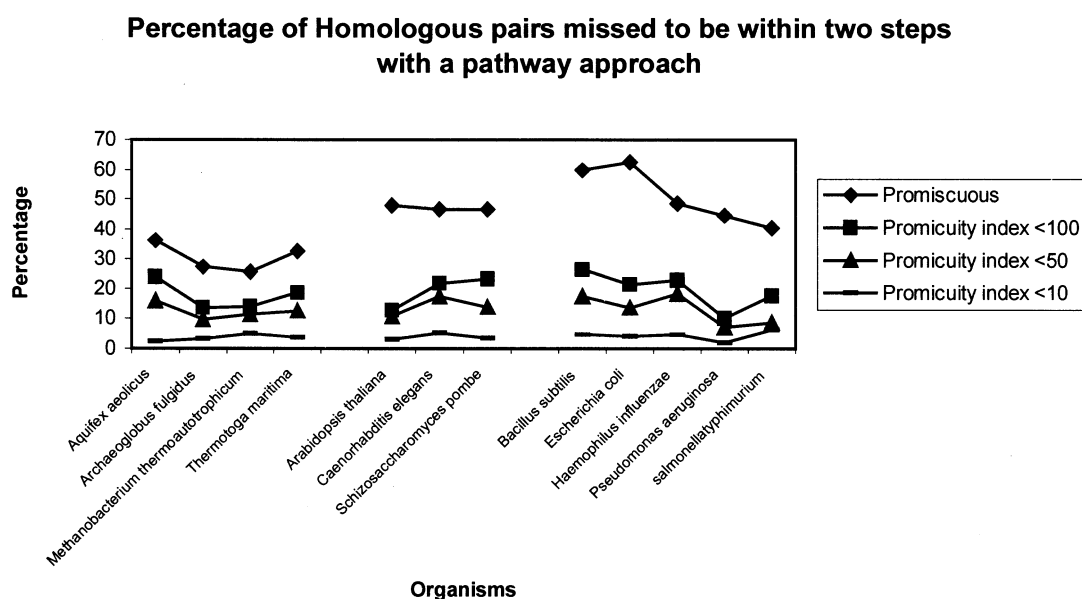 Percentage of Homologous pairs missed to be within two steps
with a pathway approach
Percentage
70
60
50
40
30
20
10
0
Aquifex aeolicus
Archaeoglobus fulgidus
Methanobacterium thermoautotrophicum
Thermotoga maritima
Arabidopsis thaliana
Caenorhabditis elegans
Schizosaccharomyces pombe
Bacillus subtilis
Escherichia coli
Haemophilus influenzae
Pseudomonas aeruginosa
salmonellatyphimurium
Organisms
Promiscuous
Promicuity index <100
Promicuity index <50
Promicuity index <10